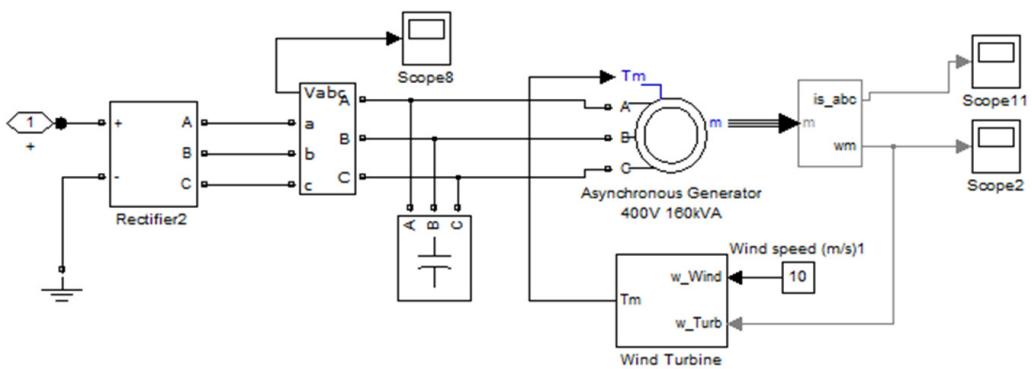 Scope8
1
+
+
-
A
B
C
Rectifier2
Vabc
a
b
c
A
B
C
A
B
C
Tm
A
B
C
m
Asynchronous Generator
400V 160kVA
m
is_abc
wm
Scope11
Scope2
Wind speed (m/s)1
10
w_Wind
w_Turb
Tm
Wind Turbine